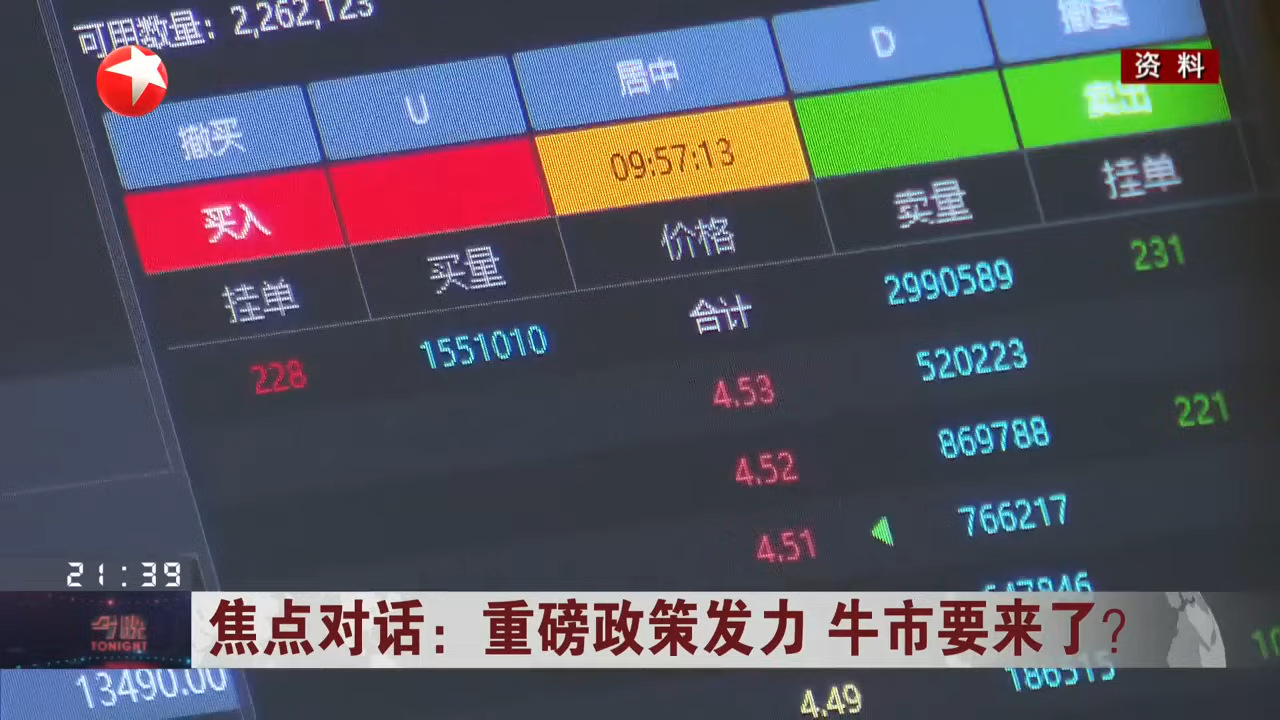 可用数量：2,262,123
资料
撤买 U 居中 D 撤卖
买入 09:57:13 卖出
挂单 买量 价格 卖量 挂单
228 1551010 合计 2990589 231
4.53 520223
4.52 869788 221
4.51 766217
21:39
今晚
TONIGHT
焦点对话：重磅政策发力 牛市要来了？
13490.00
4.49 186515